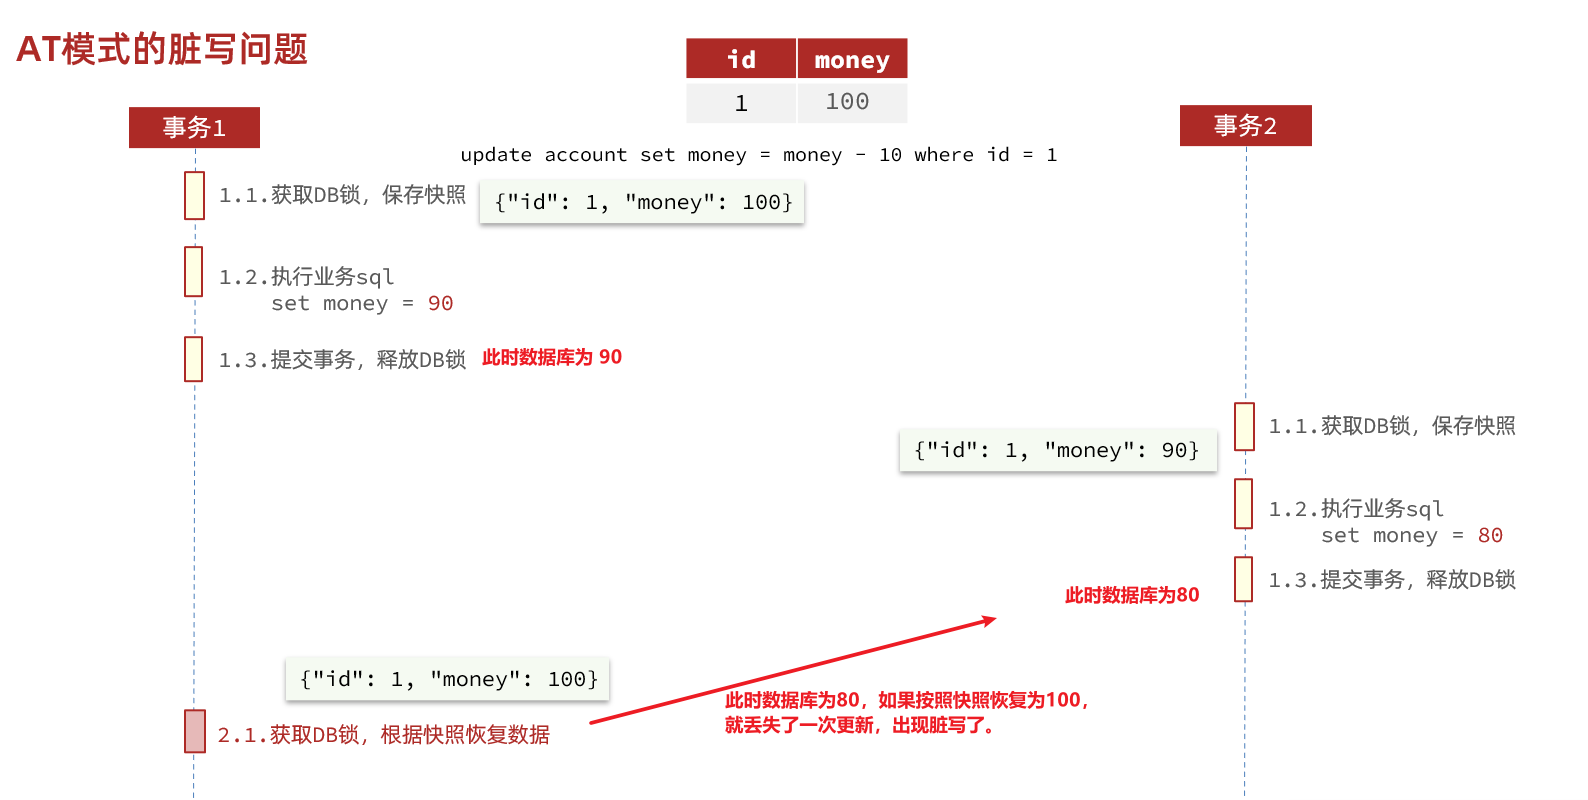 AT模式的脏写问题
id money
1 100
事务1
事务2
update account set money = money - 10 where id = 1
1.1.获取DB锁，保存快照
{"id": 1, "money": 100}
1.2.执行业务sql
set money = 90
1.3.提交事务，释放DB锁
此时数据库为 90
1.1.获取DB锁，保存快照
{"id": 1, "money": 90}
1.2.执行业务sql
set money = 80
1.3.提交事务，释放DB锁
此时数据库为80
{"id": 1, "money": 100}
此时数据库为80，如果按照快照恢复为100，
就丢失了一次更新，出现脏写了。
2.1.获取DB锁，根据快照恢复数据